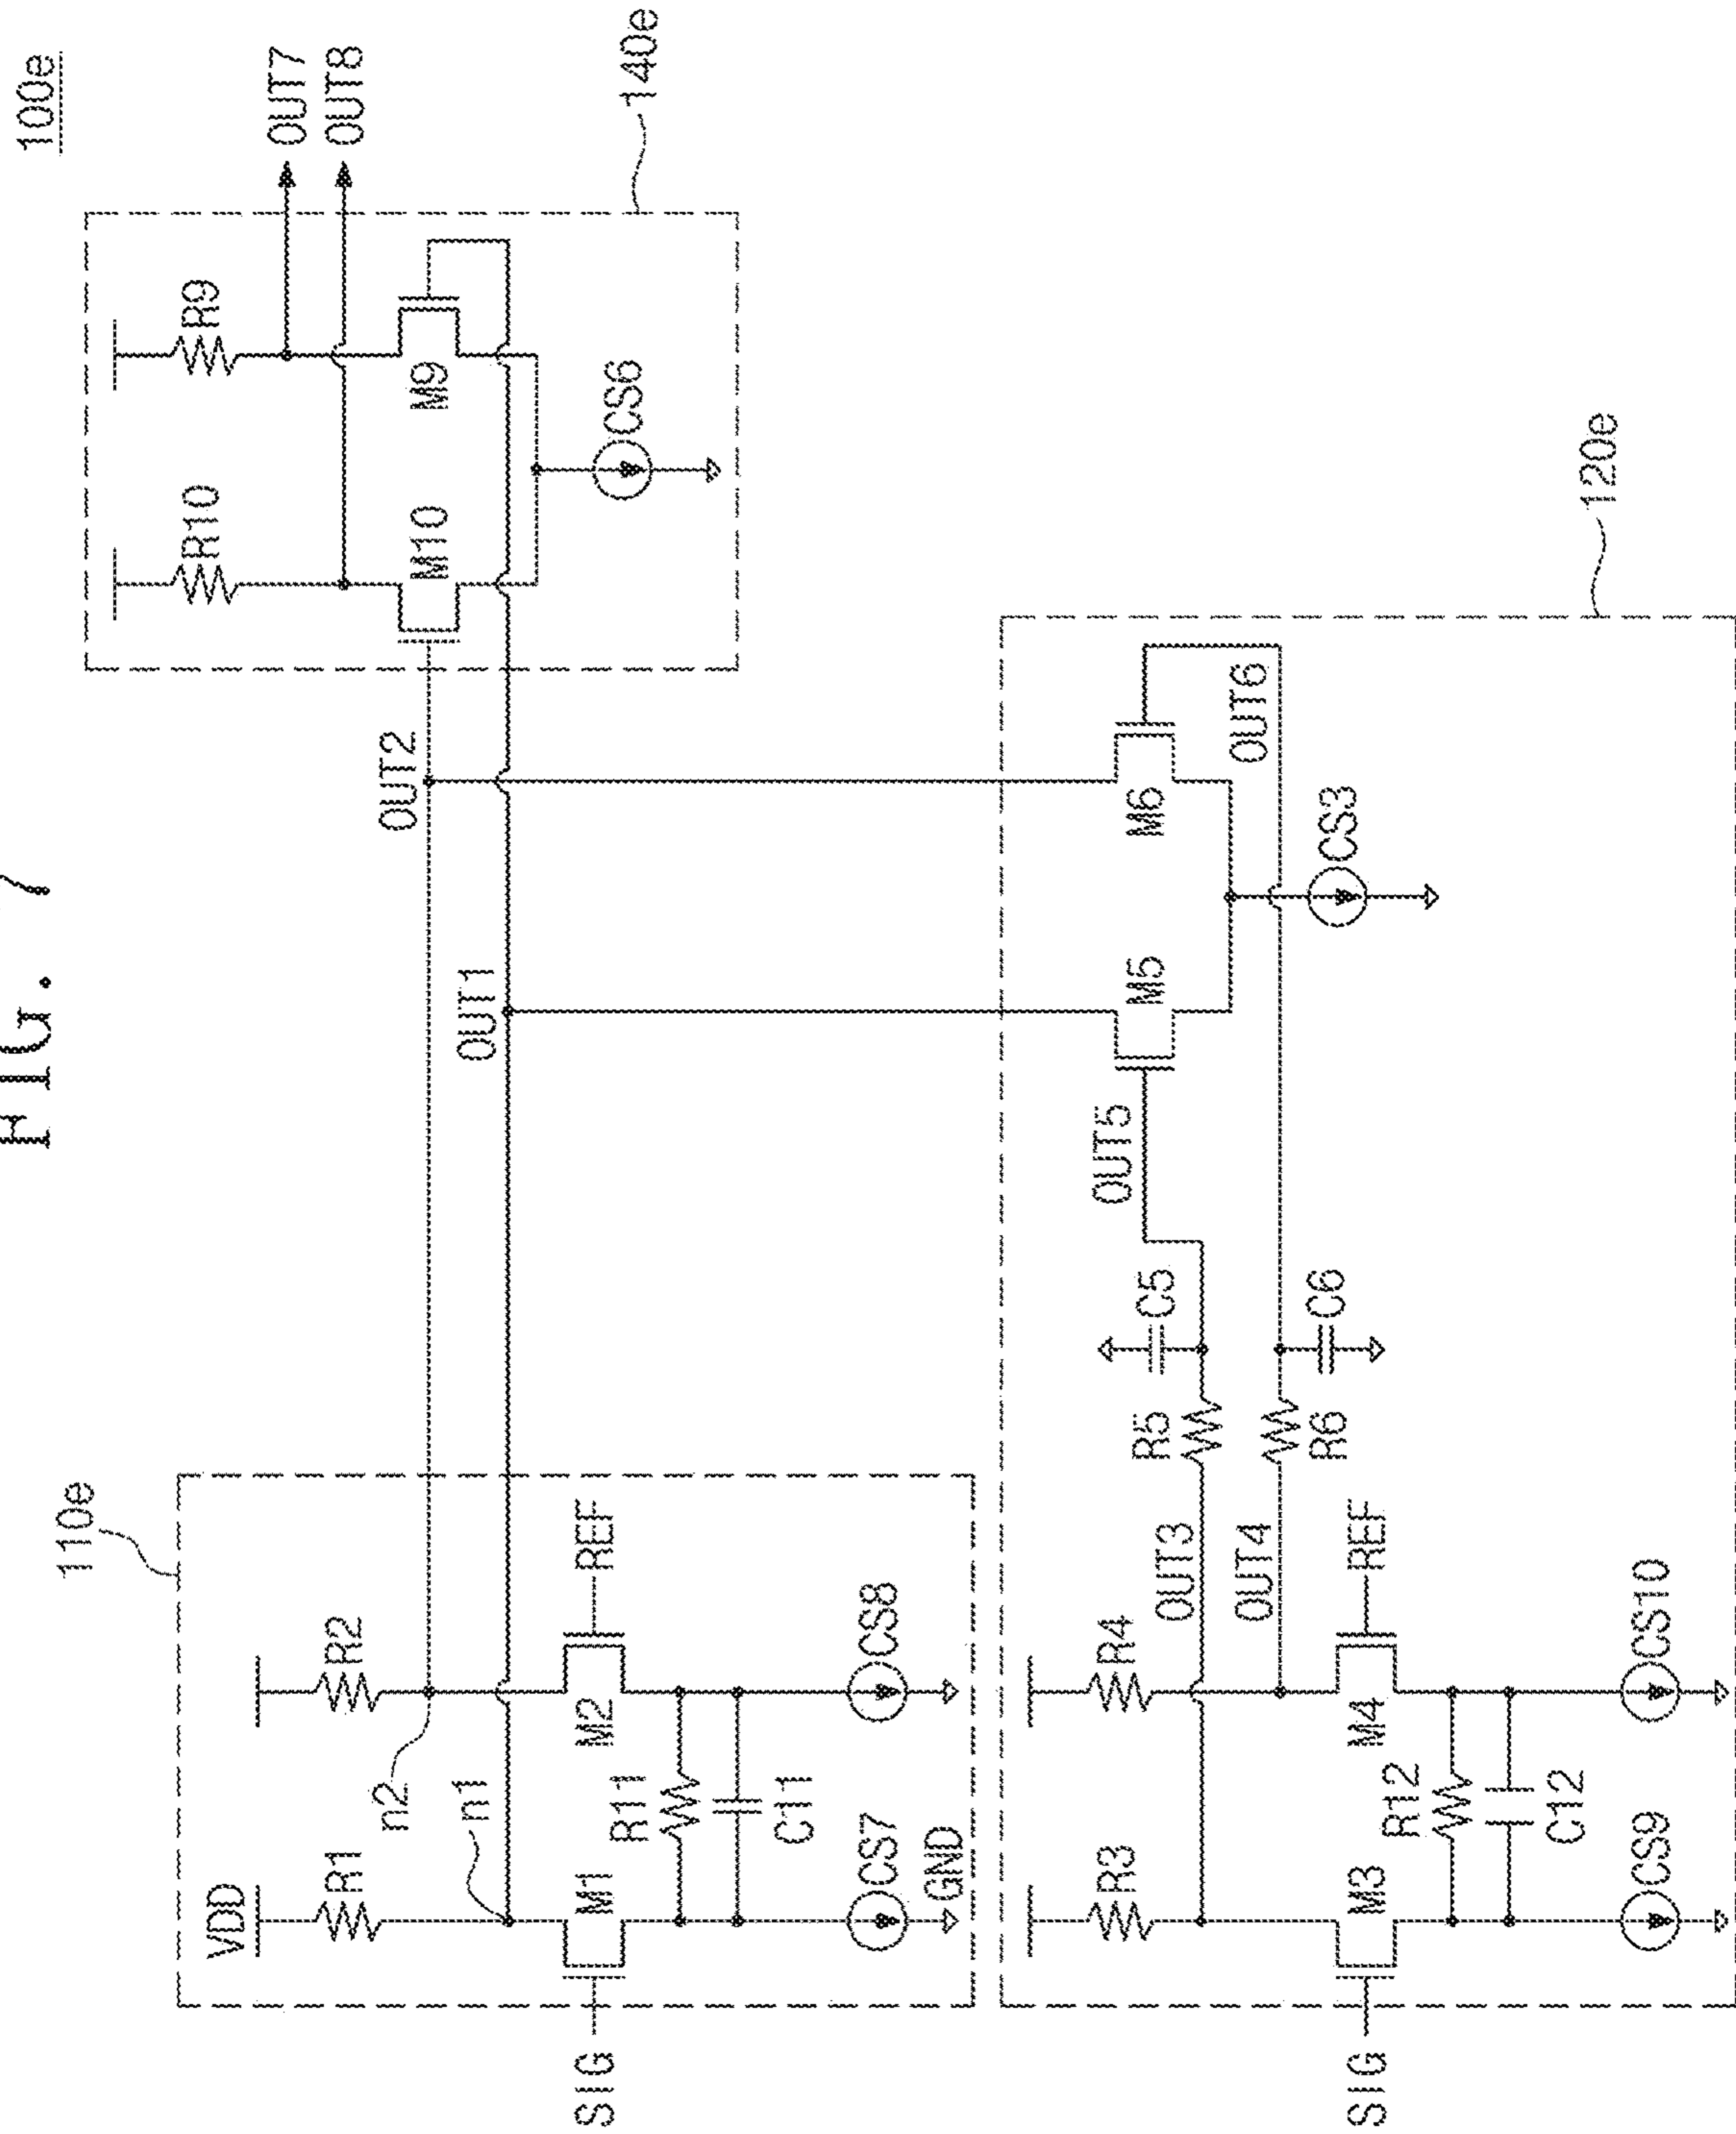 FIG. 7
100e
110e
VDD
R1
R2
n2
n1
OUT2
OUT1
SIG
M1
M2
REF
R11
C11
CS7
CS8
GND
R10
R9
OUT7
OUT8
M10
M9
CS6
140e
R3
R4
OUT3
OUT4
R5
C5
R6
C6
OUT5
M5
M6
OUT6
CS3
SIG
M3
M4
REF
R12
C12
CS9
CS10
120e